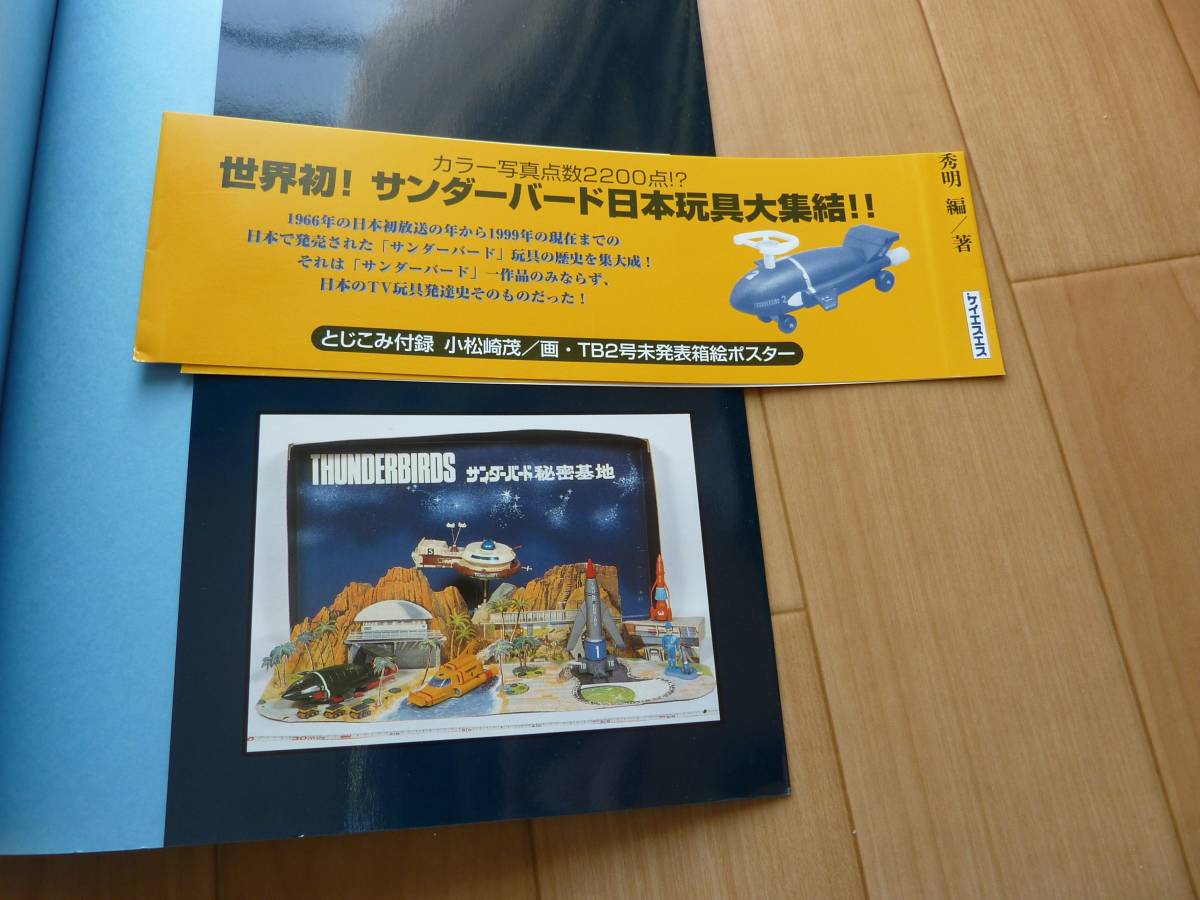 カラー写真点数2200点!?
世界初！サンダーバード日本玩具大集結!!
1966年の日本初放送の年から1999年の現在までの
日本で発売された「サンダーバード」玩具の歴史を集大成！
それは「サンダーバード」一作品のみならず、
日本のTV玩具発達史そのものだった！
とじこみ付録 小松崎茂／画・TB2号未発表箱絵ポスター
THUNDERBIRDS 2
秀明 編／著
ケイエスエス
THUNDERBIRDS サンダーバード秘密基地
5
1
3
30